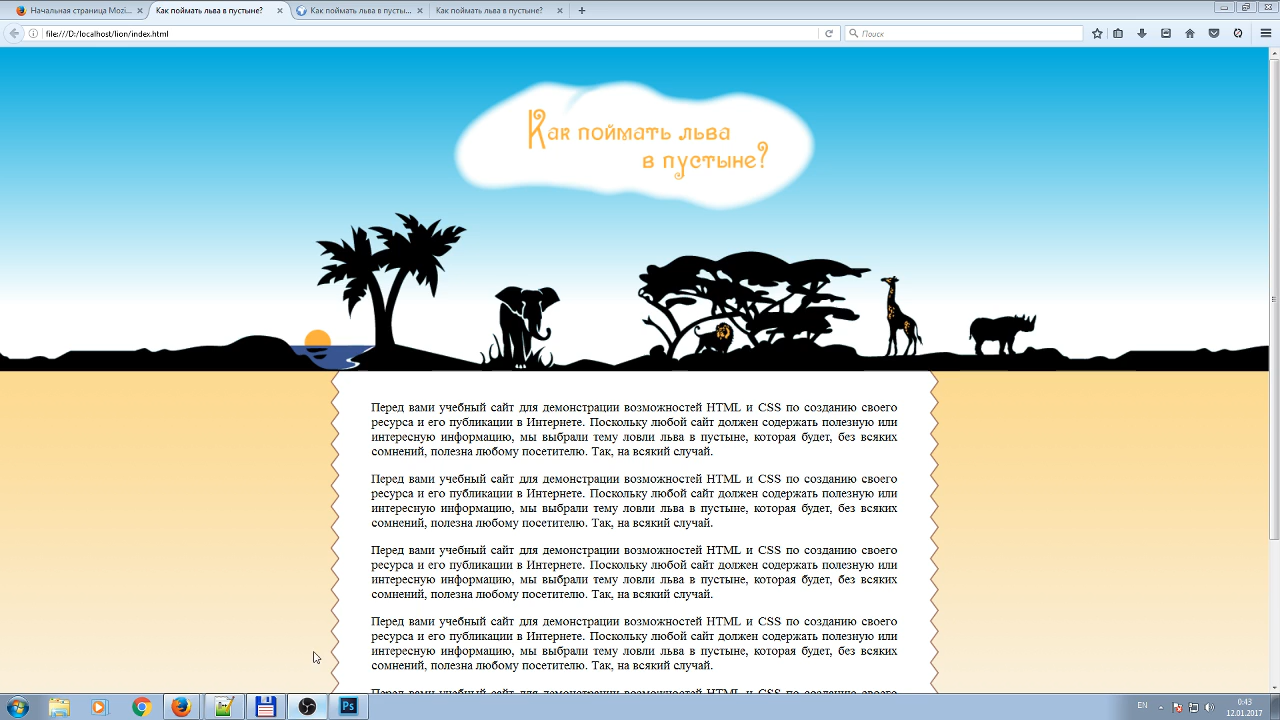 Начальная страница Mozi...
Как поймать льва в пустыне?
Как поймать льва в пусты...
Как поймать льва в пустыне?
file:///D:/localhost/lion/index.html
Поиск
Как поймать льва
в пустыне?
Перед вами учебный сайт для демонстрации возможностей HTML и CSS по созданию своего
ресурса и его публикации в Интернете. Поскольку любой сайт должен содержать полезную или
интересную информацию, мы выбрали тему ловли льва в пустыне, которая будет, без всяких
сомнений, полезна любому посетителю. Так, на всякий случай.
Перед вами учебный сайт для демонстрации возможностей HTML и CSS по созданию своего
ресурса и его публикации в Интернете. Поскольку любой сайт должен содержать полезную или
интересную информацию, мы выбрали тему ловли льва в пустыне, которая будет, без всяких
сомнений, полезна любому посетителю. Так, на всякий случай.
Перед вами учебный сайт для демонстрации возможностей HTML и CSS по созданию своего
ресурса и его публикации в Интернете. Поскольку любой сайт должен содержать полезную или
интересную информацию, мы выбрали тему ловли льва в пустыне, которая будет, без всяких
сомнений, полезна любому посетителю. Так, на всякий случай.
Перед вами учебный сайт для демонстрации возможностей HTML и CSS по созданию своего
ресурса и его публикации в Интернете. Поскольку любой сайт должен содержать полезную или
интересную информацию, мы выбрали тему ловли льва в пустыне, которая будет, без всяких
сомнений, полезна любому посетителю. Так, на всякий случай.
Ps
EN
0:43
12.01.2017